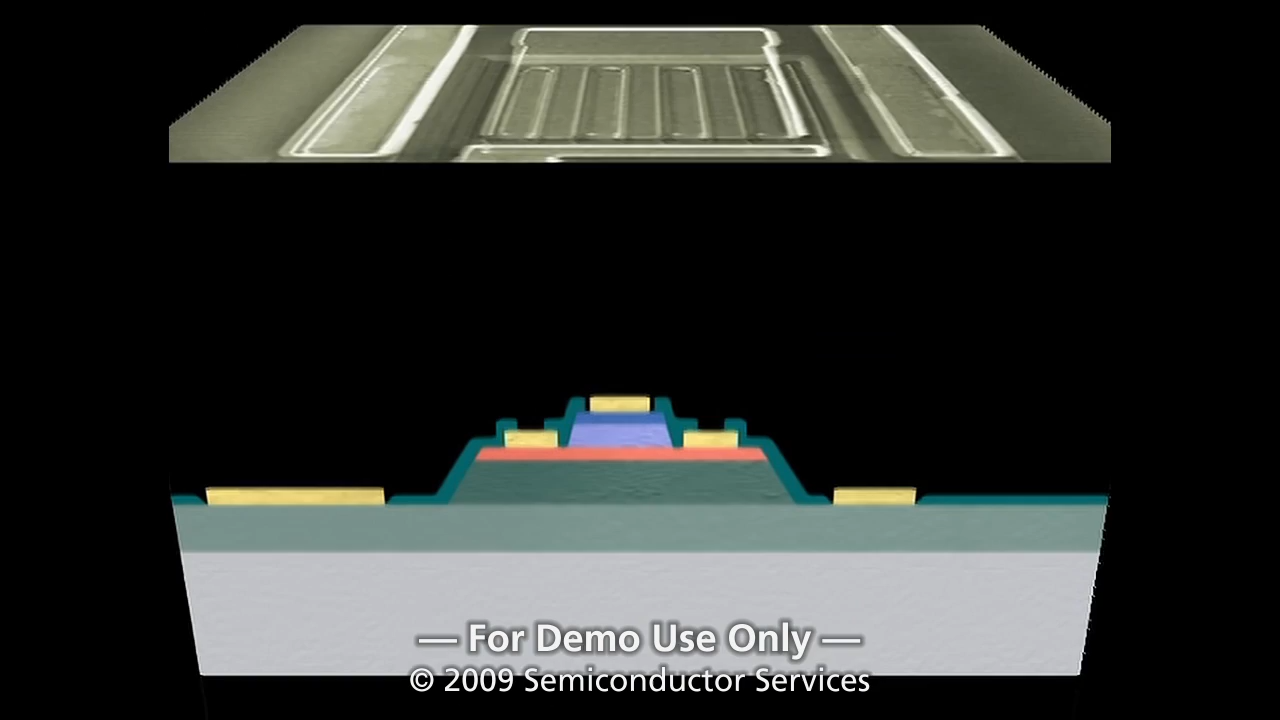 — For Demo Use Only —
© 2009 Semiconductor Services